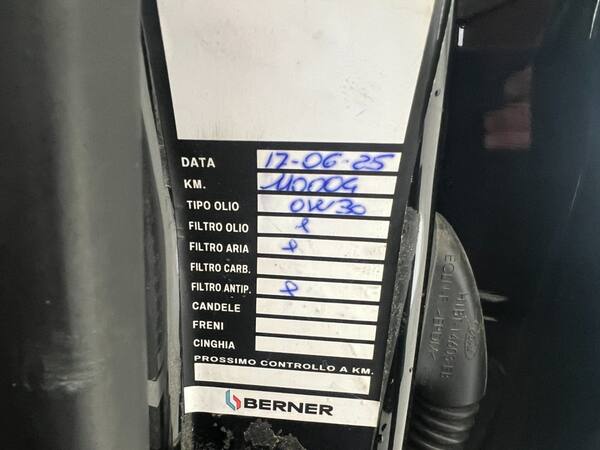 DATA 17-06-25
KM. 110004
TIPO OLIO 0W30
FILTRO OLIO
FILTRO ARIA
FILTRO CARB.
FILTRO ANTIP.
CANDELE
FRENI
CINGHIA
PROSSIMO CONTROLLO A KM.
BERNER